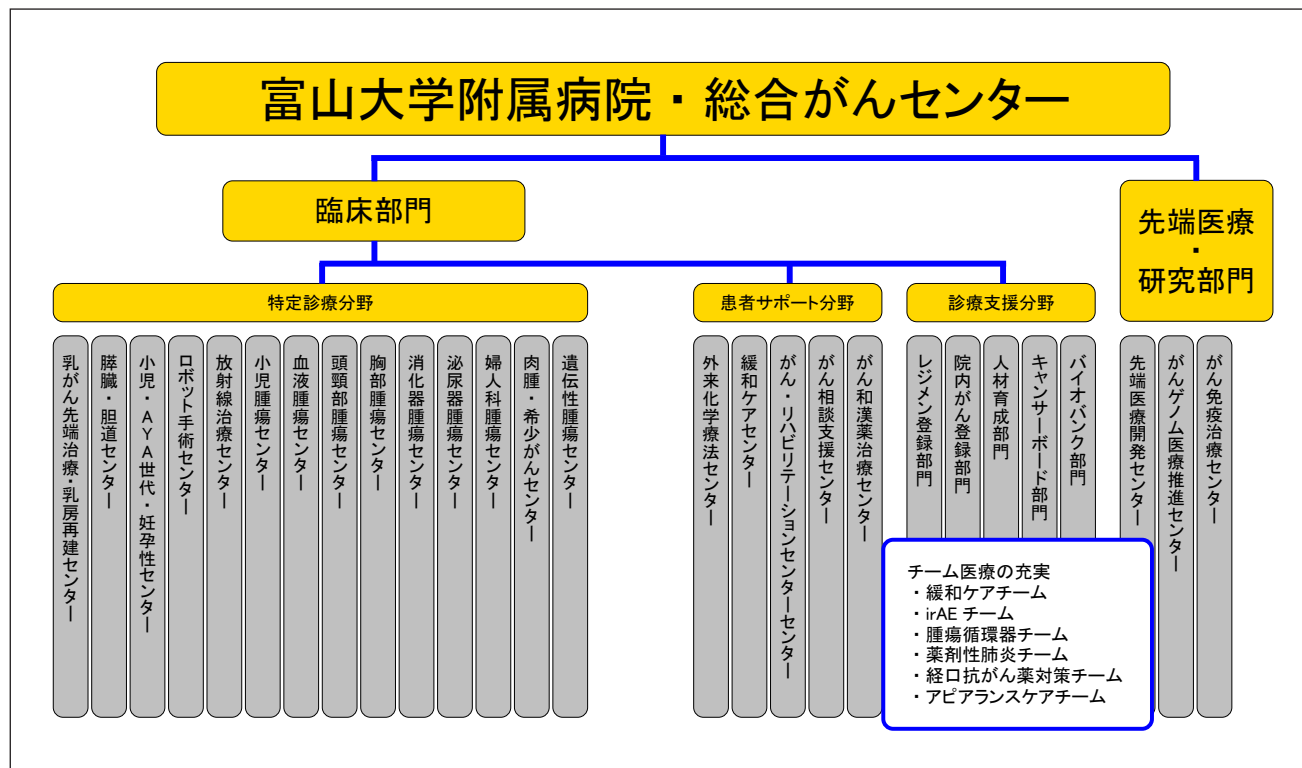 富山大学附属病院・総合がんセンター
臨床部門
先端医療
・
研究部門
特定診療分野
患者サポート分野
診療支援分野
乳がん先端治療・乳房再建センター
膵臓・胆道センター
小児・AYA世代・妊孕性センター
ロボット手術センター
放射線治療センター
小児腫瘍センター
血液腫瘍センター
頭頸部腫瘍センター
胸部腫瘍センター
消化器腫瘍センター
泌尿器腫瘍センター
婦人科腫瘍センター
肉腫・希少がんセンター
遺伝性腫瘍センター
外来化学療法センター
緩和ケアセンター
がん・リハビリテーションセンターセンター
がん相談支援センター
がん和漢薬治療センター
レジメン登録部門
院内がん登録部門
人材育成部門
キャンサーボード部門
バイオバンク部門
先端医療開発センター
がんゲノム医療推進センター
がん免疫治療センター
チーム医療の充実
・緩和ケアチーム
・irAE チーム
・腫瘍循環器チーム
・薬剤性肺炎チーム
・経口抗がん薬対策チーム
・アピアランスケアチーム